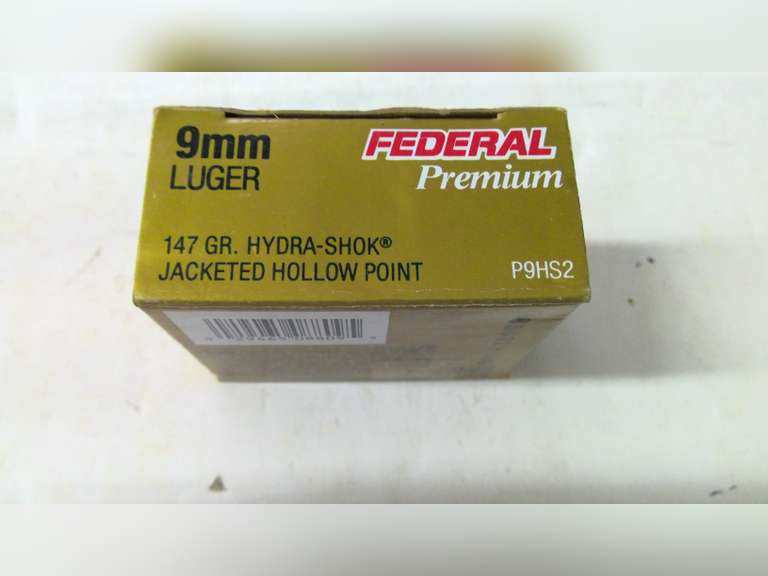 9mm
LUGER
FEDERAL
Premium
147 GR. HYDRA-SHOK®
JACKETED HOLLOW POINT
P9HS2